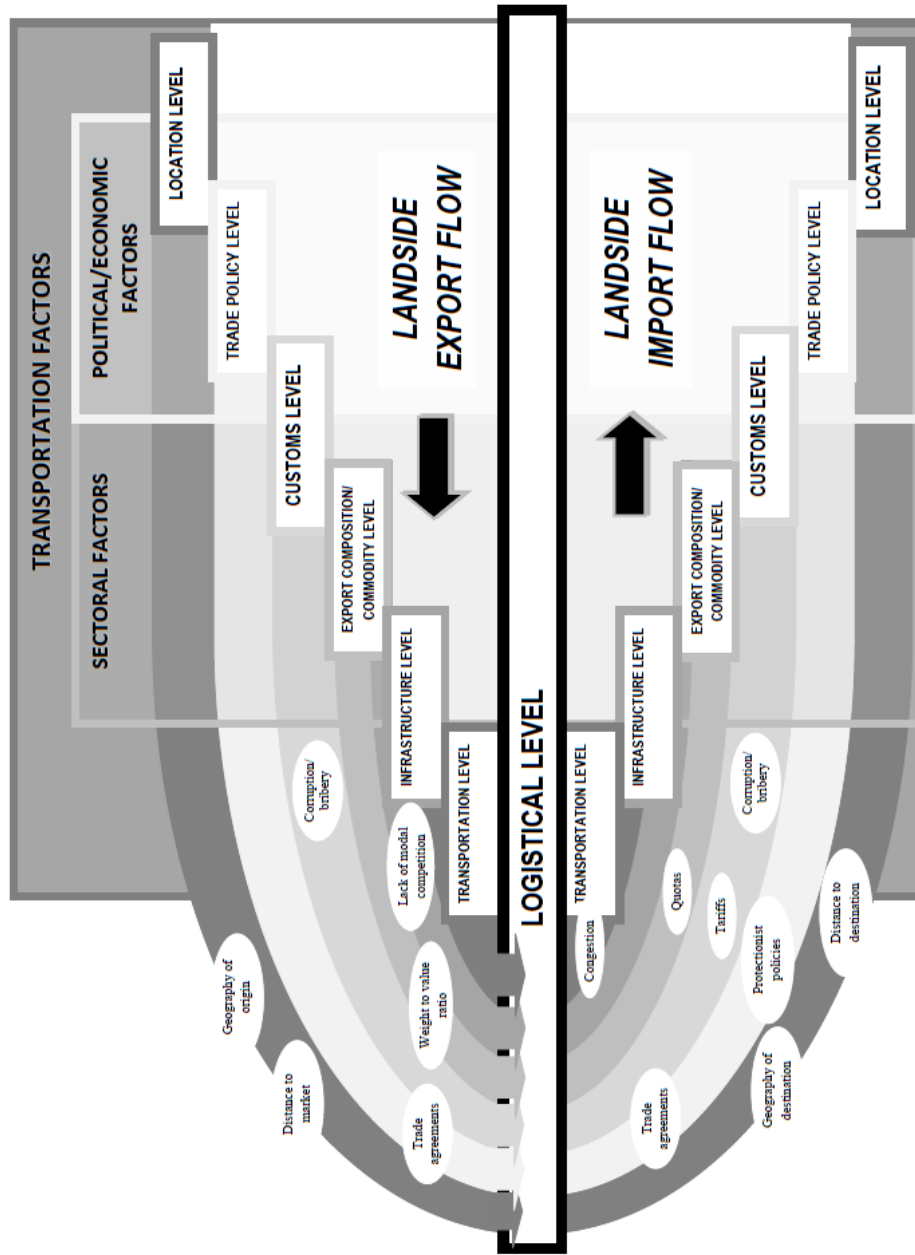 TRANSPORTATION FACTORS
SECTORAL FACTORS
POLITICAL/ECONOMIC
FACTORS
LOCATION LEVEL
TRADE POLICY LEVEL
CUSTOMS LEVEL
EXPORT COMPOSITION/
COMMODITY LEVEL
INFRASTRUCTURE LEVEL
TRANSPORTATION LEVEL
LANDSIDE
EXPORT FLOW
Geography of
origin
Distance to
market
Corruption/
bribery
Lack of modal
competition
Weight to value
ratio
Trade
agreements
LOGISTICAL LEVEL
TRANSPORTATION LEVEL
LANDSIDE
IMPORT FLOW
Congestion
INFRASTRUCTURE LEVEL
EXPORT COMPOSITION/
COMMODITY LEVEL
CUSTOMS LEVEL
TRADE POLICY LEVEL
LOCATION LEVEL
Trade
agreements
Quotas
Tariffs
Corruption/
bribery
Protectionist
policies
Geography of
destination
Distance to
destination